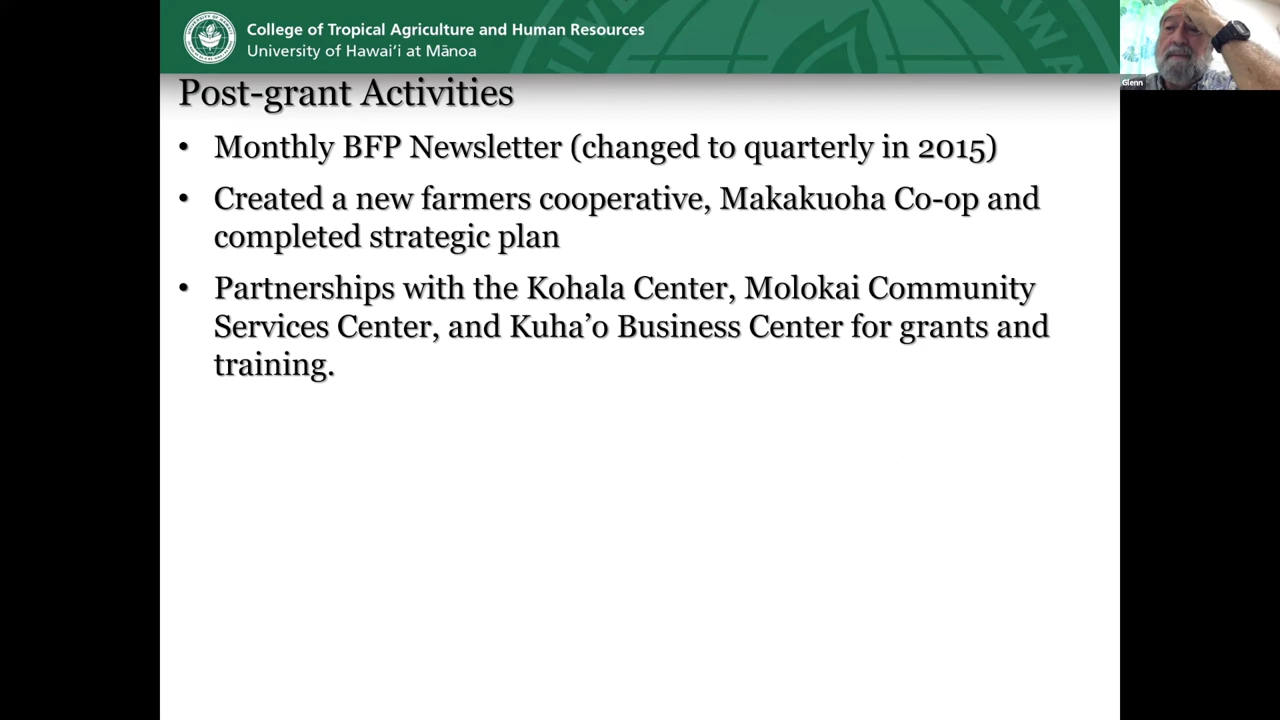 College of Tropical Agriculture and Human Resources
University of Hawai‘i at Mānoa
Glenn
Post-grant Activities
• Monthly BFP Newsletter (changed to quarterly in 2015)
• Created a new farmers cooperative, Makakuoha Co-op and
completed strategic plan
• Partnerships with the Kohala Center, Molokai Community
Services Center, and Kuha’o Business Center for grants and
training.